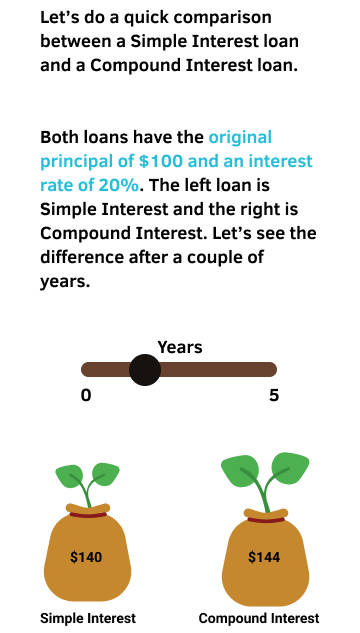 Let's do a quick comparison
between a Simple Interest loan
and a Compound Interest loan.
Both loans have the original
principal of $100 and an interest
rate of 20%. The left loan is
Simple Interest and the right is
Compound Interest. Let's see the
difference after a couple of
years.
Years
0 5
$140 $144
Simple Interest Compound Interest